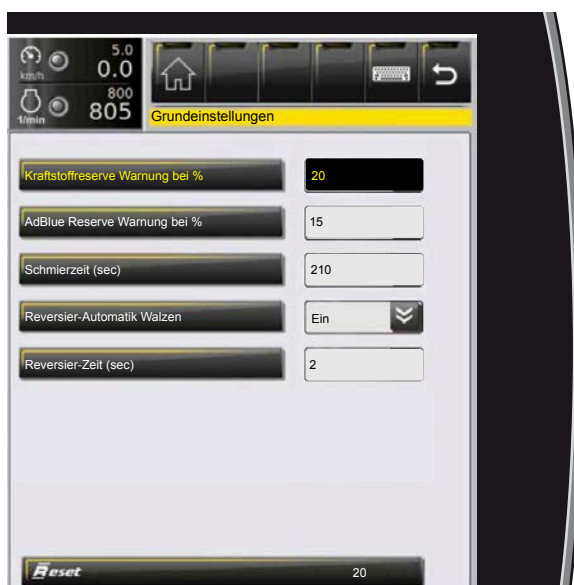 5.0
km/h 0.0
800
1/min 805
Grundeinstellungen
Kraftstoffreserve Warnung bei % 20
AdBlue Reserve Warnung bei % 15
Schmierzeit (sec) 210
Reversier-Automatik Walzen Ein
Reversier-Zeit (sec) 2
Reset 20